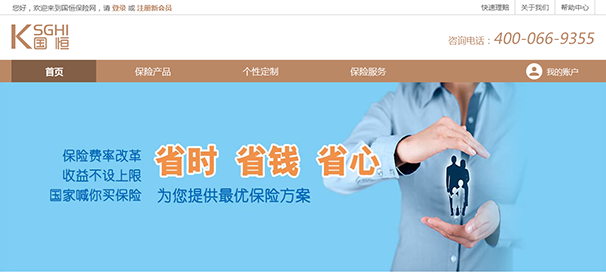 您好，欢迎来到国恒保险网，请 登录 或 注册新会员
快速理赔 关于我们 帮助中心
KSGHI
国恒
咨询电话：400-066-9355
首页 保险产品 个性定制 保险服务 我的账户
保险费率改革
收益不设上限
国家喊你买保险
省时 省钱 省心
为您提供最优保险方案